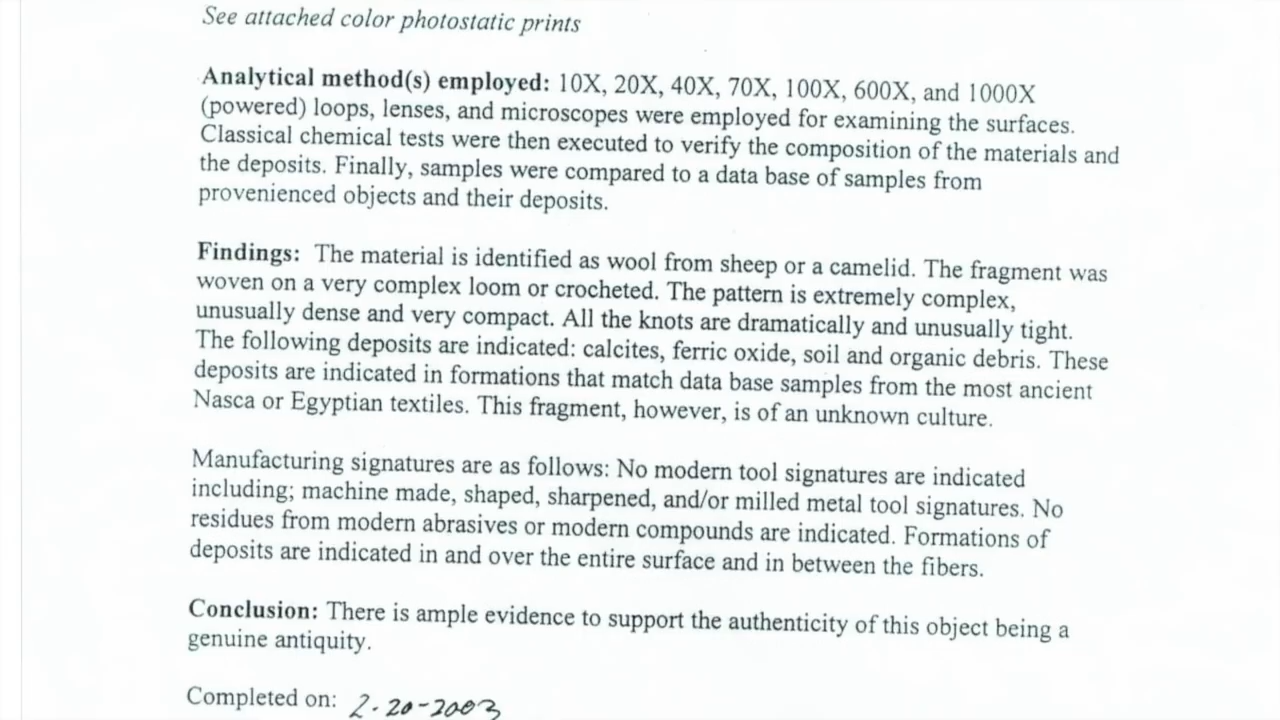 See attached color photostatic prints
Analytical method(s) employed: 10X, 20X, 40X, 70X, 100X, 600X, and 1000X
(powered) loops, lenses, and microscopes were employed for examining the surfaces.
Classical chemical tests were then executed to verify the composition of the materials and
the deposits. Finally, samples were compared to a data base of samples from
provenienced objects and their deposits.
Findings: The material is identified as wool from sheep or a camelid. The fragment was
woven on a very complex loom or crocheted. The pattern is extremely complex,
unusually dense and very compact. All the knots are dramatically and unusually tight.
The following deposits are indicated: calcites, ferric oxide, soil and organic debris. These
deposits are indicated in formations that match data base samples from the most ancient
Nasca or Egyptian textiles. This fragment, however, is of an unknown culture.
Manufacturing signatures are as follows: No modern tool signatures are indicated
including; machine made, shaped, sharpened, and/or milled metal tool signatures. No
residues from modern abrasives or modern compounds are indicated. Formations of
deposits are indicated in and over the entire surface and in between the fibers.
Conclusion: There is ample evidence to support the authenticity of this object being a
genuine antiquity.
Completed on: 2-20-2003